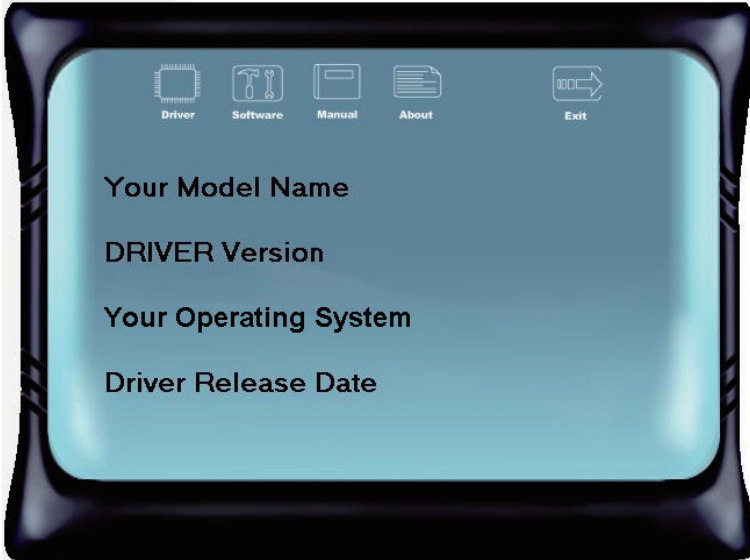 Driver Software Manual About Exit
Your Model Name
DRIVER Version
Your Operating System
Driver Release Date